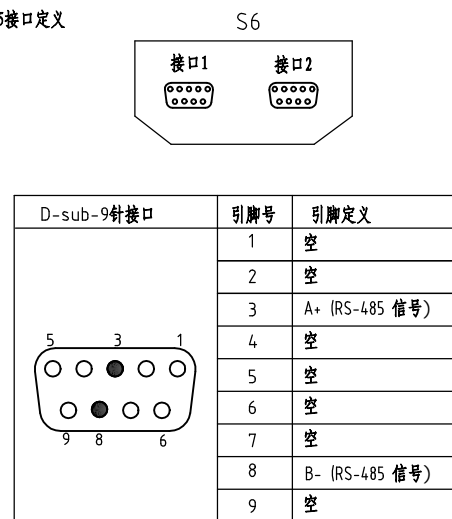 5接口定义
S6
接口1
接口2
D-sub-9针接口 引脚号 引脚定义
1 空
2 空
3 A+ (RS-485 信号)
4 空
5 空
6 空
7 空
8 B- (RS-485 信号)
9 空
5 3 1
9 8 6